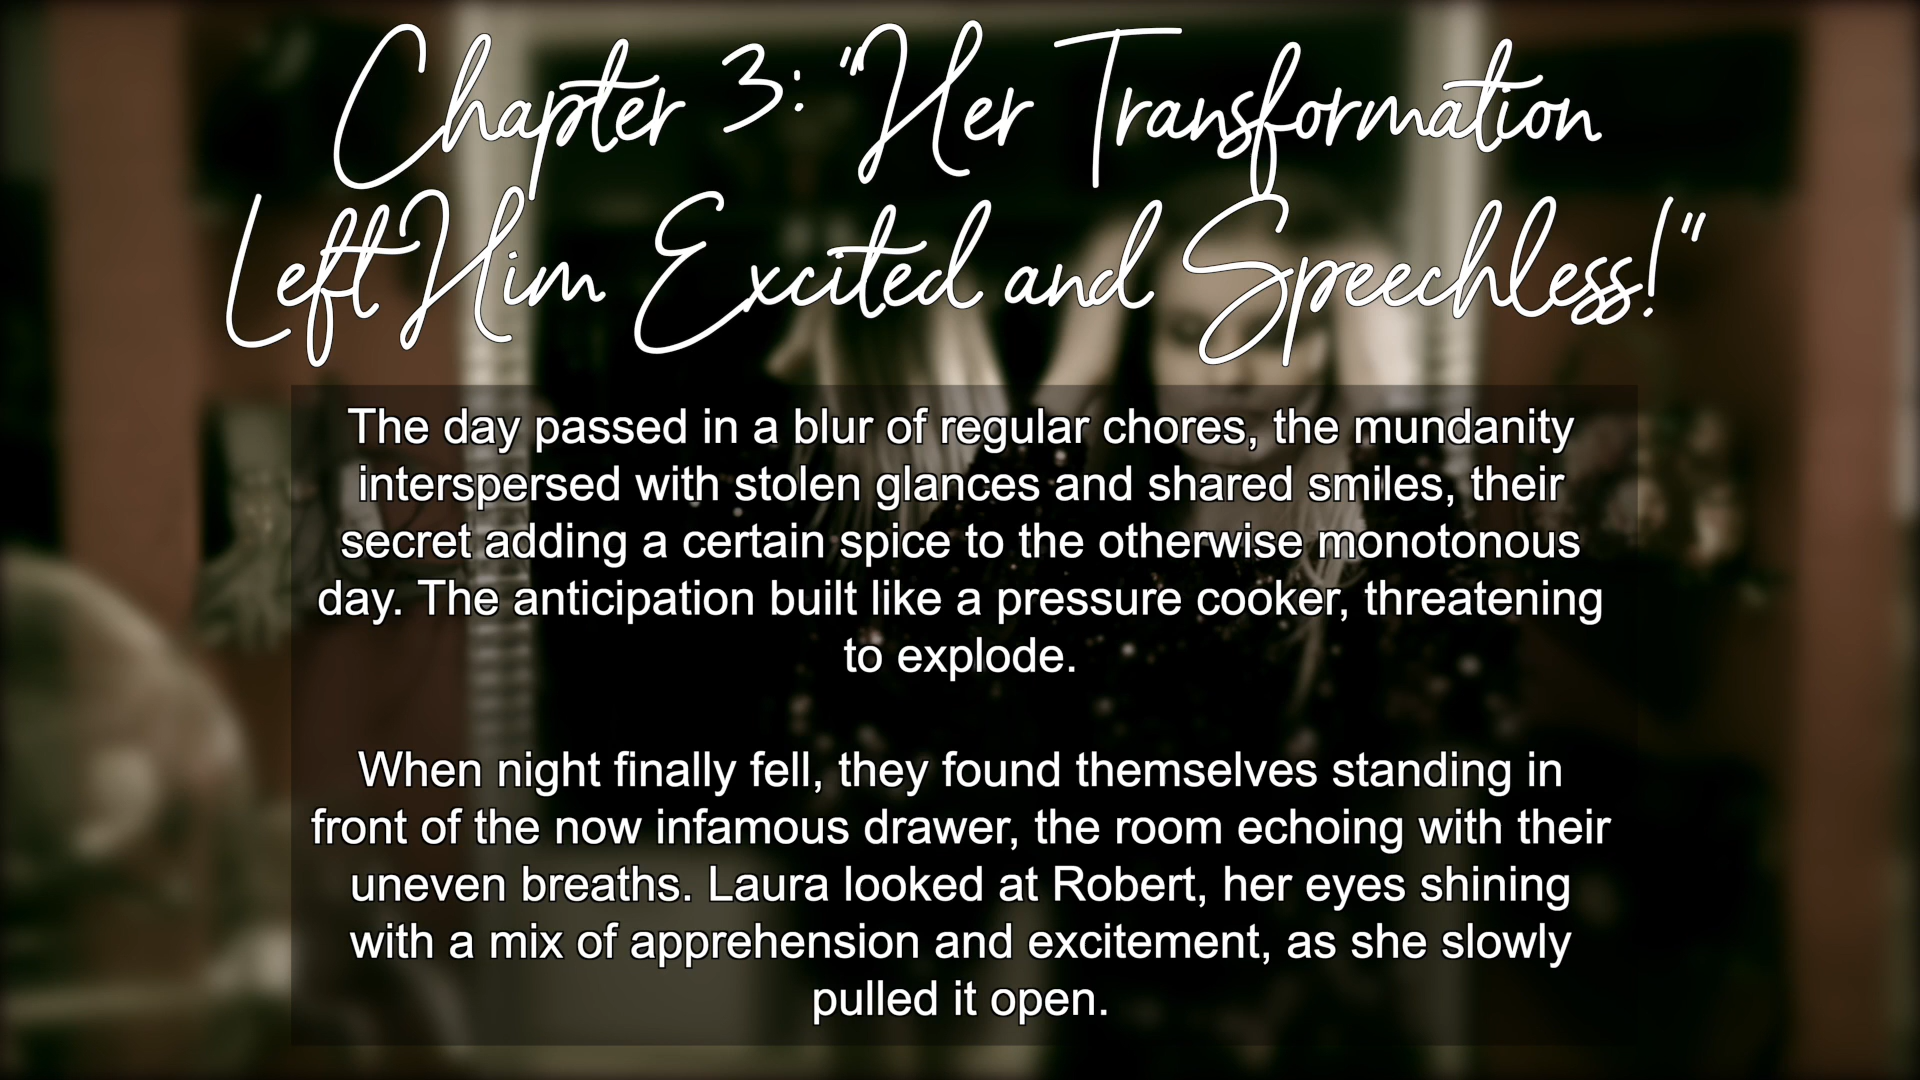 Chapter 3: "Her Transformation
Left Him Excited and Speechless!"
The day passed in a blur of regular chores, the mundanity
interspersed with stolen glances and shared smiles, their
secret adding a certain spice to the otherwise monotonous
day. The anticipation built like a pressure cooker, threatening
to explode.
When night finally fell, they found themselves standing in
front of the now infamous drawer, the room echoing with their
uneven breaths. Laura looked at Robert, her eyes shining
with a mix of apprehension and excitement, as she slowly
pulled it open.